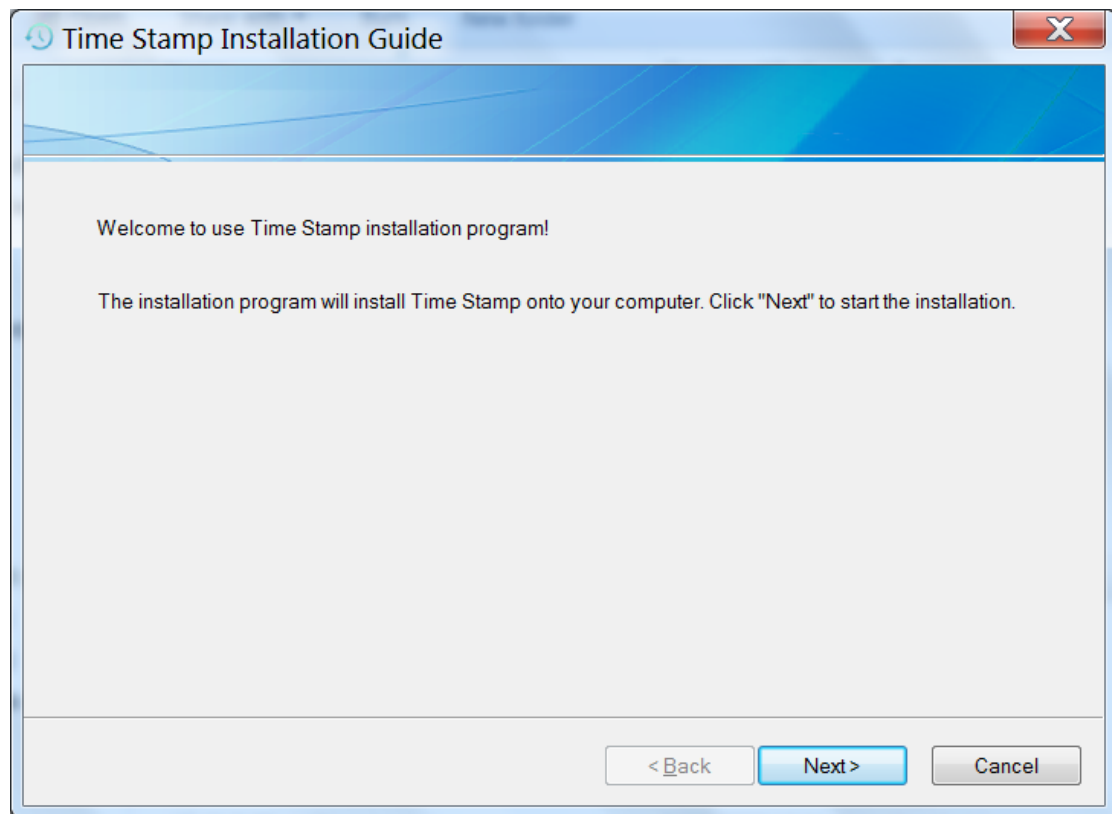 Time Stamp Installation Guide
Welcome to use Time Stamp installation program!
The installation program will install Time Stamp onto your computer. Click "Next" to start the installation.
< Back Next > Cancel